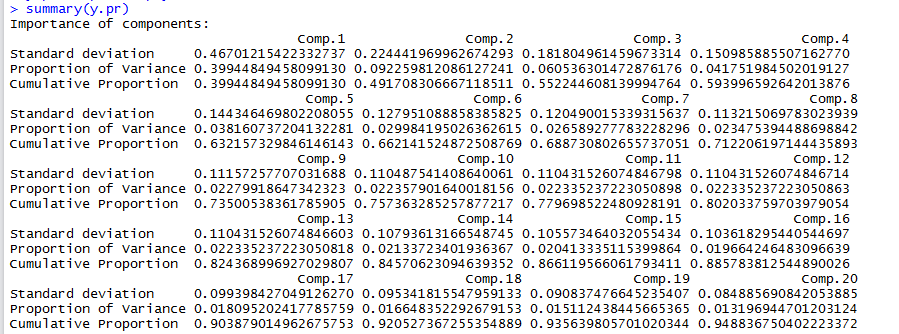 > summary(y.pr)
Importance of components:
Comp.1 Comp.2 Comp.3 Comp.4
Standard deviation 0.46701215422332737 0.224441969962674293 0.181804961459673314 0.150985885507162770
Proportion of Variance 0.39944849458099130 0.092259812086127241 0.060536301472876176 0.041751984502019127
Cumulative Proportion 0.39944849458099130 0.491708306667118511 0.552244608139994764 0.593996592642013876
Comp.5 Comp.6 Comp.7 Comp.8
Standard deviation 0.144346469802208055 0.127951088858385825 0.120490015339315637 0.113215069783023939
Proportion of Variance 0.038160737204132281 0.029984195026362615 0.026589277783228296 0.023475394488698842
Cumulative Proportion 0.632157329846146143 0.662141524872508769 0.688730802655737051 0.712206197144435893
Comp.9 Comp.10 Comp.11 Comp.12
Standard deviation 0.11157257707031688 0.110487541408640061 0.110431526074846798 0.110431526074846714
Proportion of Variance 0.02279918647342323 0.022357901640018156 0.022335237223050898 0.022335237223050863
Cumulative Proportion 0.73500538361785905 0.757363285257877217 0.779698522480928191 0.802033759703979054
Comp.13 Comp.14 Comp.15 Comp.16
Standard deviation 0.110431526074846603 0.10793613166548745 0.105573464032055434 0.103618295440544697
Proportion of Variance 0.022335237223050818 0.02133723401936367 0.020413335115399864 0.019664246483096639
Cumulative Proportion 0.824368996927029807 0.84570623094639352 0.866119566061793411 0.885783812544890026
Comp.17 Comp.18 Comp.19 Comp.20
Standard deviation 0.099398427049126270 0.095341815547959133 0.090837476645235407 0.084885690842053885
Proportion of Variance 0.018095202417785759 0.016648352292679153 0.015112438445665365 0.013196944701203124
Cumulative Proportion 0.903879014962675753 0.920527367255354889 0.935639805701020344 0.948836750402223372